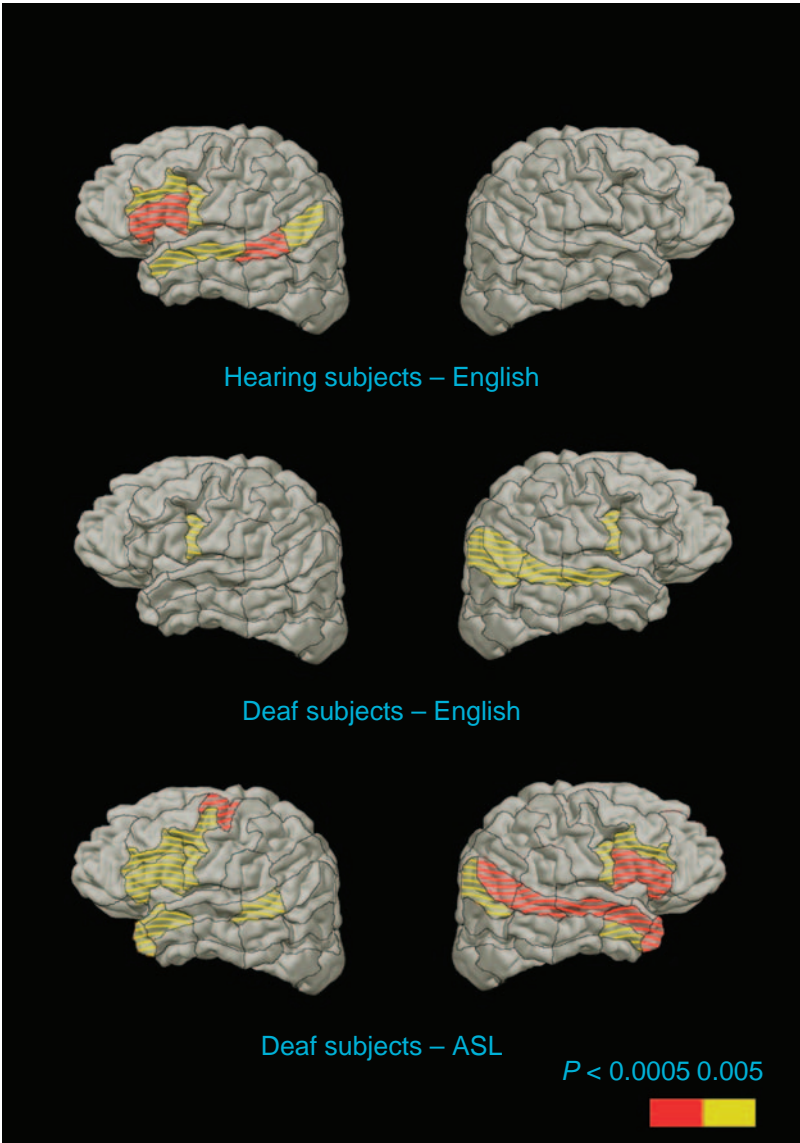 Hearing subjects – English
Deaf subjects – English
Deaf subjects – ASL
P < 0.0005 0.005